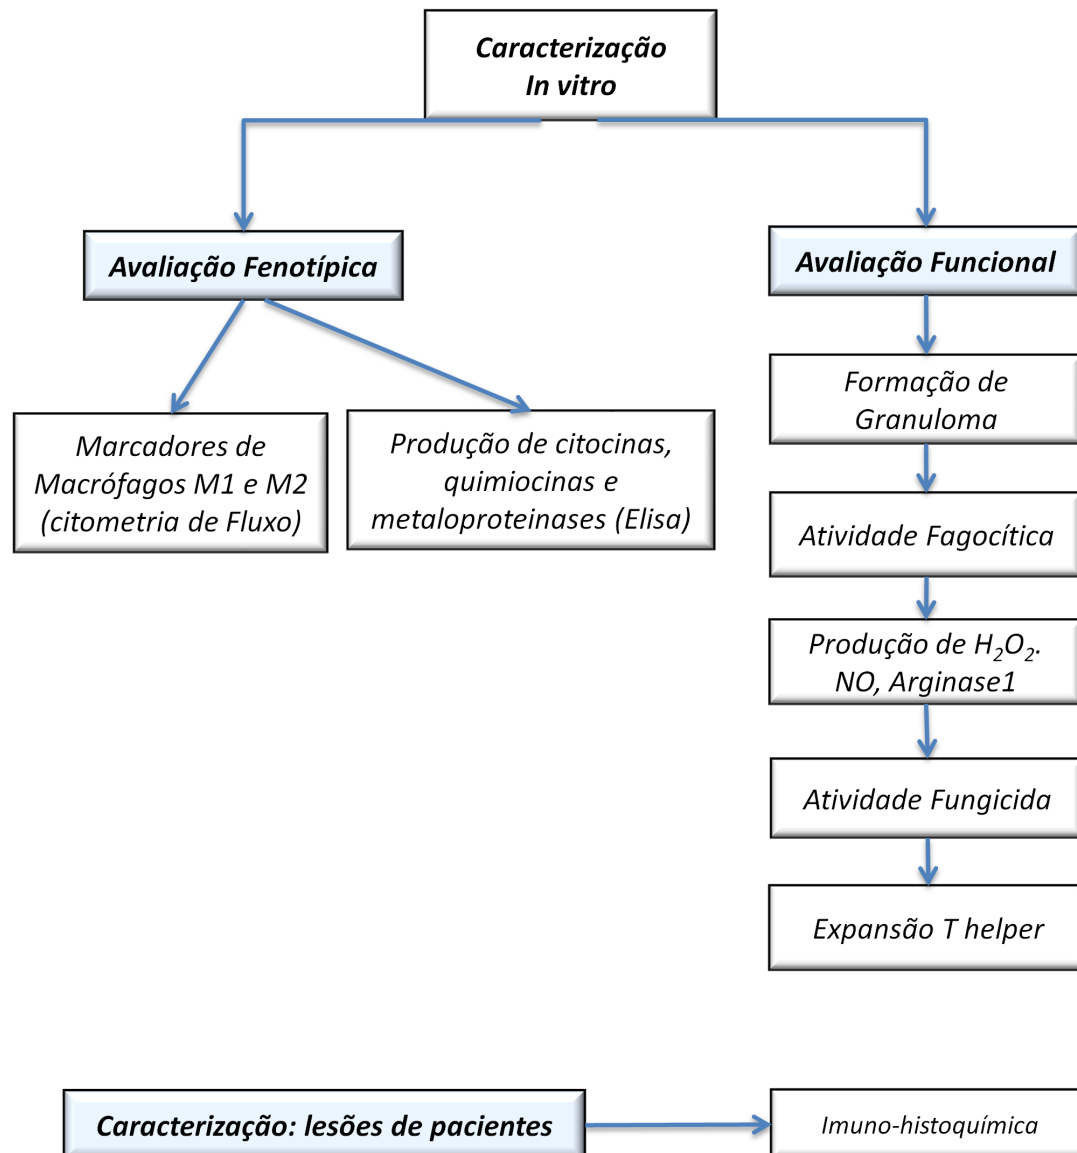 Caracterização
In vitro
Avaliação Fenotípica
Avaliação Funcional
Marcadores de
Macrófagos M1 e M2
(citometria de Fluxo)
Produção de citocinas,
quimiocinas e
metaloproteinases (Elisa)
Formação de
Granuloma
Atividade Fagocítica
Produção de H₂O₂.
NO, Arginase1
Atividade Fungicida
Expansão T helper
Caracterização: lesões de pacientes
Imuno-histoquímica